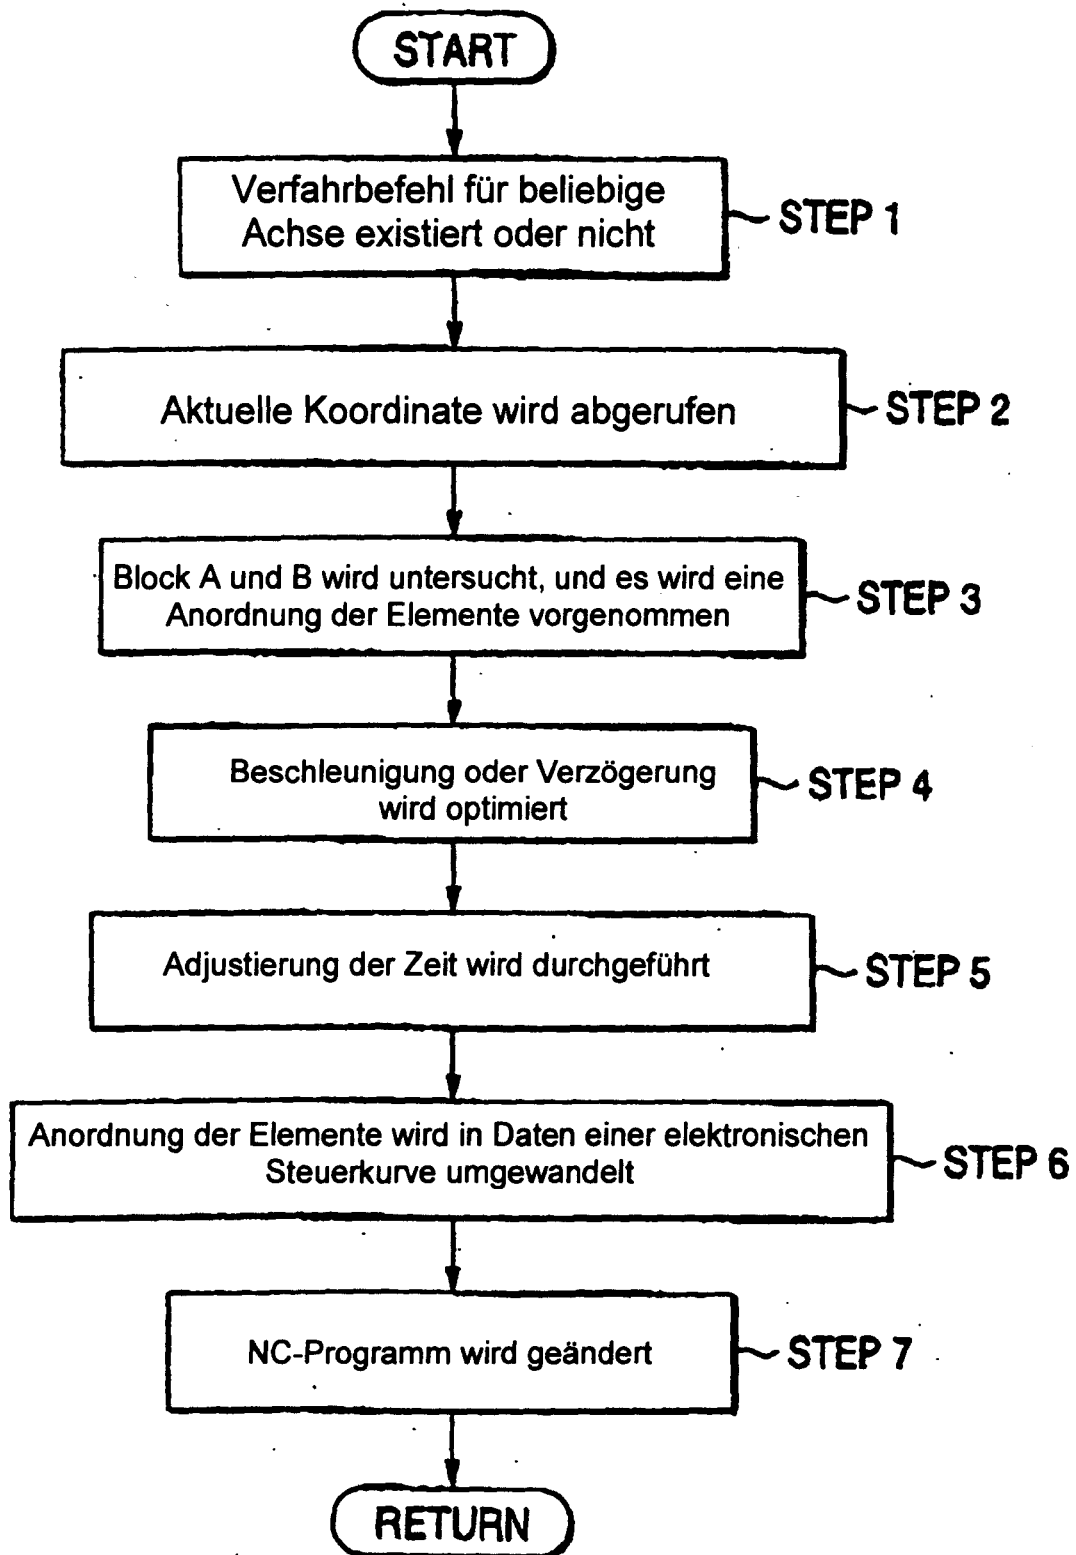 START
Verfahrbefehl für beliebige
Achse existiert oder nicht
STEP 1
Aktuelle Koordinate wird abgerufen
STEP 2
Block A und B wird untersucht, und es wird eine
Anordnung der Elemente vorgenommen
STEP 3
Beschleunigung oder Verzögerung
wird optimiert
STEP 4
Adjustierung der Zeit wird durchgeführt
STEP 5
Anordnung der Elemente wird in Daten einer elektronischen
Steuerkurve umgewandelt
STEP 6
NC-Programm wird geändert
STEP 7
RETURN